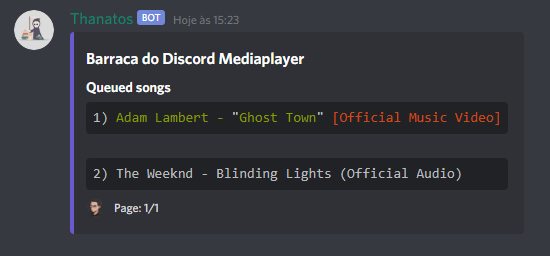 Thanatos BOT Hoje às 15:23
Barraca do Discord Mediaplayer
Queued songs
1) Adam Lambert - "Ghost Town" [Official Music Video]
2) The Weeknd - Blinding Lights (Official Audio)
Page: 1/1